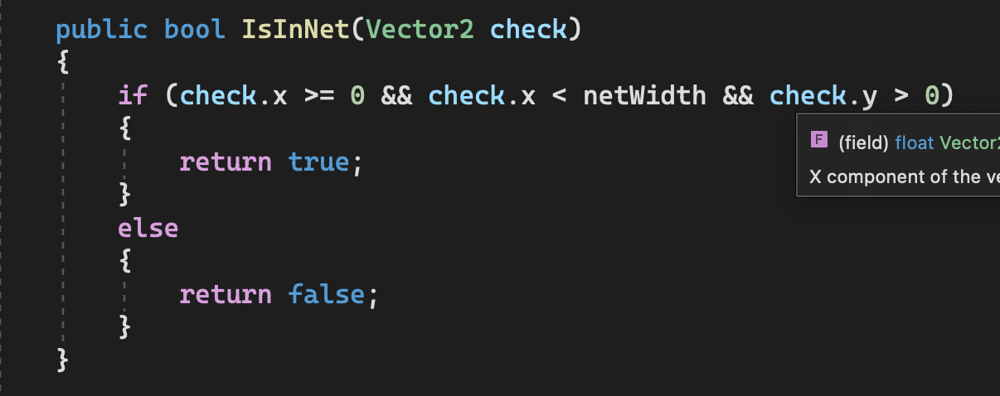 public bool IsInNet(Vector2 check)
{
if (check.x >= 0 && check.x < netWidth && check.y > 0)
{
F (field) float Vector2
return true;
X component of the ve
}
else
{
return false;
}
}